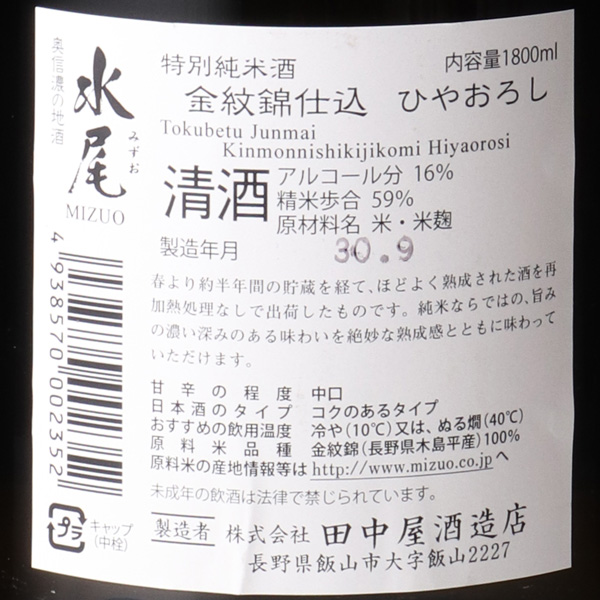 奥信濃の地酒
水尾
みずお
MIZUO
4 938570 002352
プラ
キャップ
(中栓)
特別純米酒
内容量1800ml
金紋錦仕込 ひやおろし
Tokubetu Junmai
Kinmonnishikijikomi Hiyaorosi
清酒
アルコール分 16%
精米歩合 59%
原材料名 米・米麹
製造年月 30.9
春より約半年間の貯蔵を経て、ほどよく熟成された酒を再
加熱処理なしで出荷したものです。純米ならではの、旨み
の濃い深みのある味わいを絶妙な熟成感とともに味わって
いただけます。
甘辛の程度 中口
日本酒のタイプ コクのあるタイプ
おすすめの飲用温度 冷や(10℃)又は、ぬる燗(40℃)
原料米品種 金紋錦(長野県木島平産)100%
原料米の産地情報等は http://www.mizuo.co.jp へ
未成年の飲酒は法律で禁じられています。
製造者 株式会社 田中屋酒造店
長野県飯山市大字飯山2227